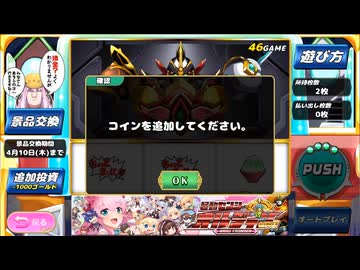 46GAME
遊び方
所持枚数
2枚
払い出し枚数
0枚
確認
コインを追加してください。
OK
景品交換
景品交換期間
4月10日(木)まで
追加投資
-1000ゴールド
戻る
PUSH
オートプレイ